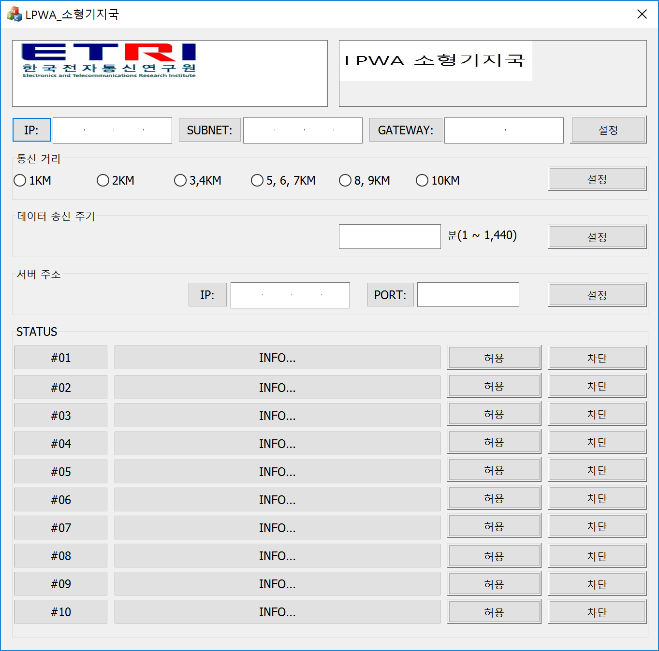 LPWA_소형기지국
ETRI
한국전자통신연구원
Electronics and Telecommunications Research Institute
LPWA 소형기지국
IP: SUBNET: GATEWAY: 설정
통신 거리
1KM 2KM 3,4KM 5, 6, 7KM 8, 9KM 10KM 설정
데이터 송신 주기
분(1 ~ 1,440) 설정
서버 주소
IP: PORT: 설정
STATUS
#01 INFO... 허용 차단
#02 INFO... 허용 차단
#03 INFO... 허용 차단
#04 INFO... 허용 차단
#05 INFO... 허용 차단
#06 INFO... 허용 차단
#07 INFO... 허용 차단
#08 INFO... 허용 차단
#09 INFO... 허용 차단
#10 INFO... 허용 차단